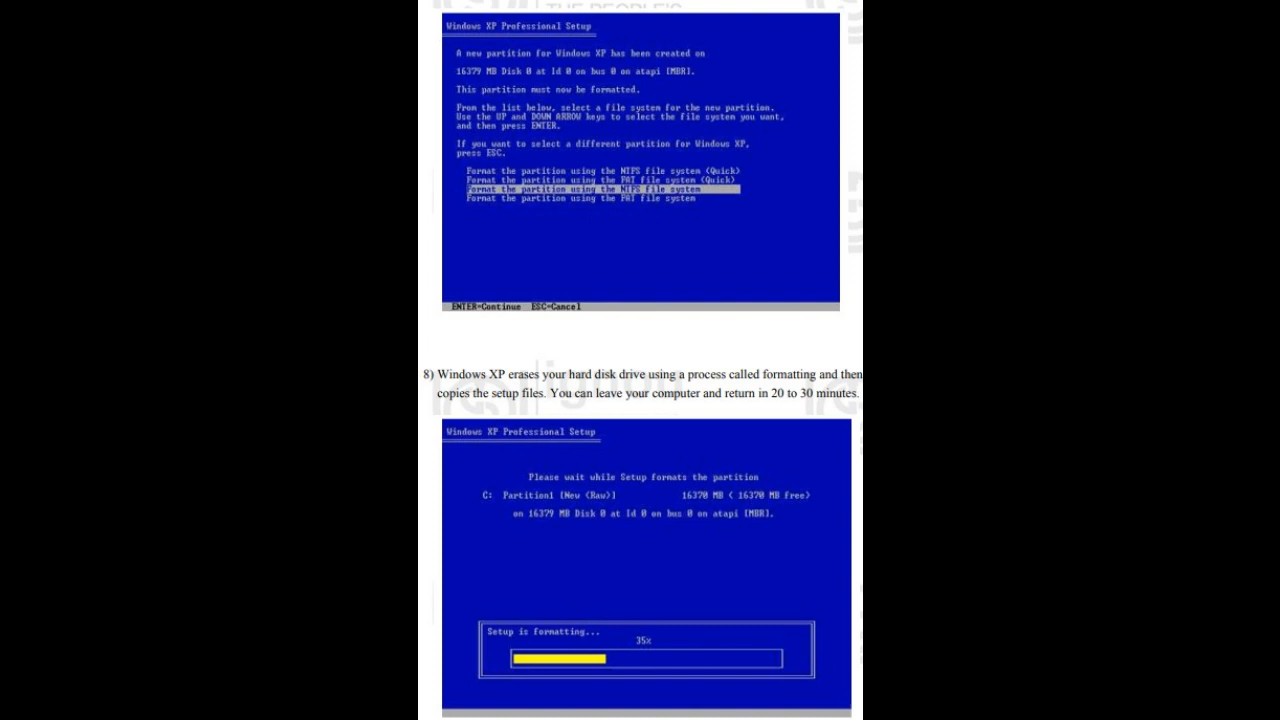 THE PEOPLE'S
Windows XP Professional Setup
A new partition for Windows XP has been created on
16379 MB Disk 0 at Id 0 on bus 0 on atapi [MBR].
This partition must now be formatted.
From the list below, select a file system for the new partition.
Use the UP and DOWN ARROW keys to select the file system you want,
and then press ENTER.
If you want to select a different partition for Windows XP,
press ESC.
Format the partition using the NTFS file system (Quick)
Format the partition using the FAT file system (Quick)
Format the partition using the NTFS file system
Format the partition using the FAT file system
ENTER=Continue ESC=Cancel
8) Windows XP erases your hard disk drive using a process called formatting and then
copies the setup files. You can leave your computer and return in 20 to 30 minutes.
Windows XP Professional Setup
Please wait while Setup formats the partition
C: Partition1 [New (Raw)] 16370 MB ( 16370 MB free)
on 16379 MB Disk 0 at Id 0 on bus 0 on atapi [MBR].
Setup is formatting...
35%